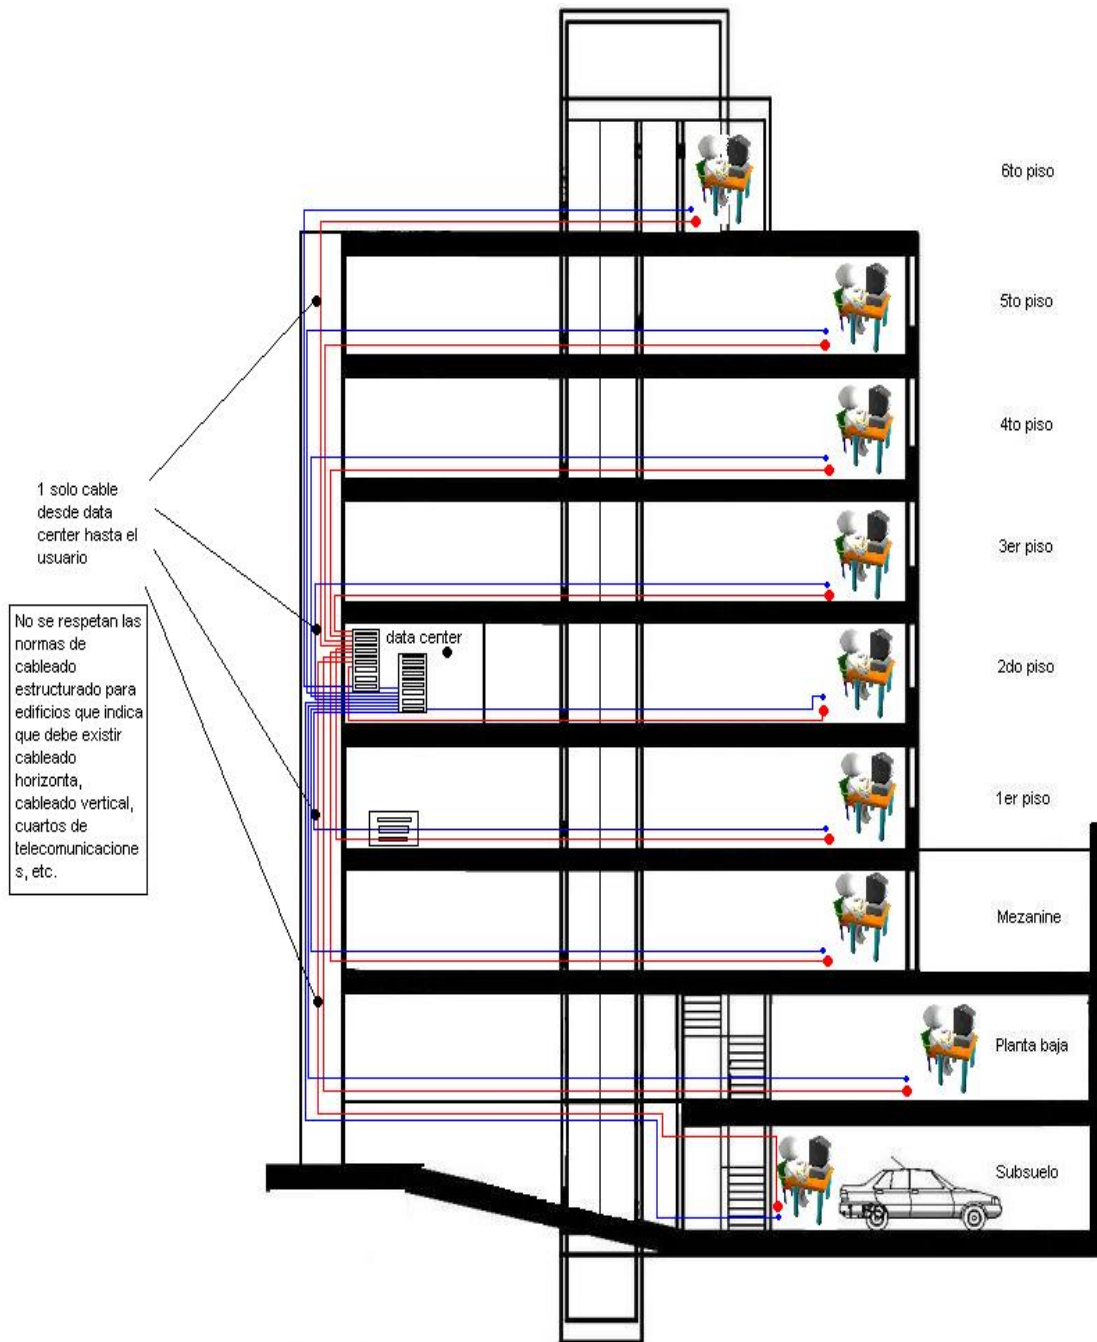 6to piso
5to piso
4to piso
1 solo cable
desde data
center hasta el
usuario
3er piso
No se respetan las
normas de
cableado
estructurado para
edificios que indica
que debe existir
cableado
horizonta,
cableado vertical,
cuartos de
telecomunicacione
s, etc.
data center
2do piso
1er piso
Mezanine
Planta baja
Subsuelo